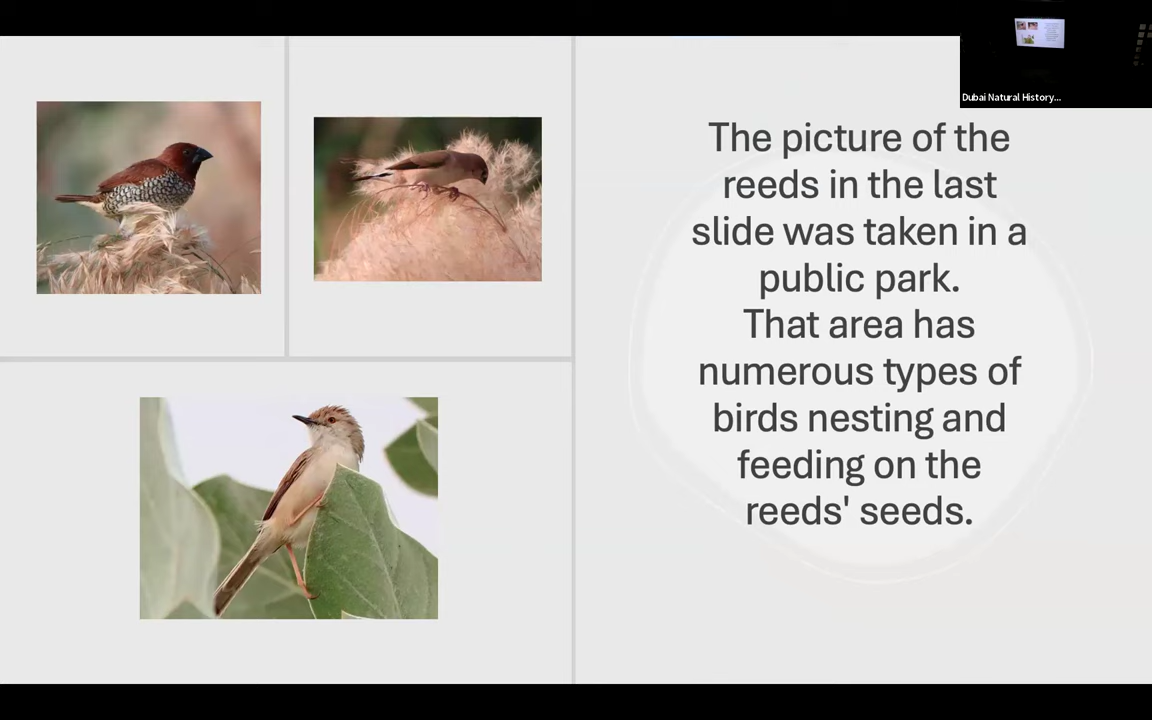 Dubai Natural History...
The picture of the
reeds in the last
slide was taken in a
public park.
That area has
numerous types of
birds nesting and
feeding on the
reeds' seeds.